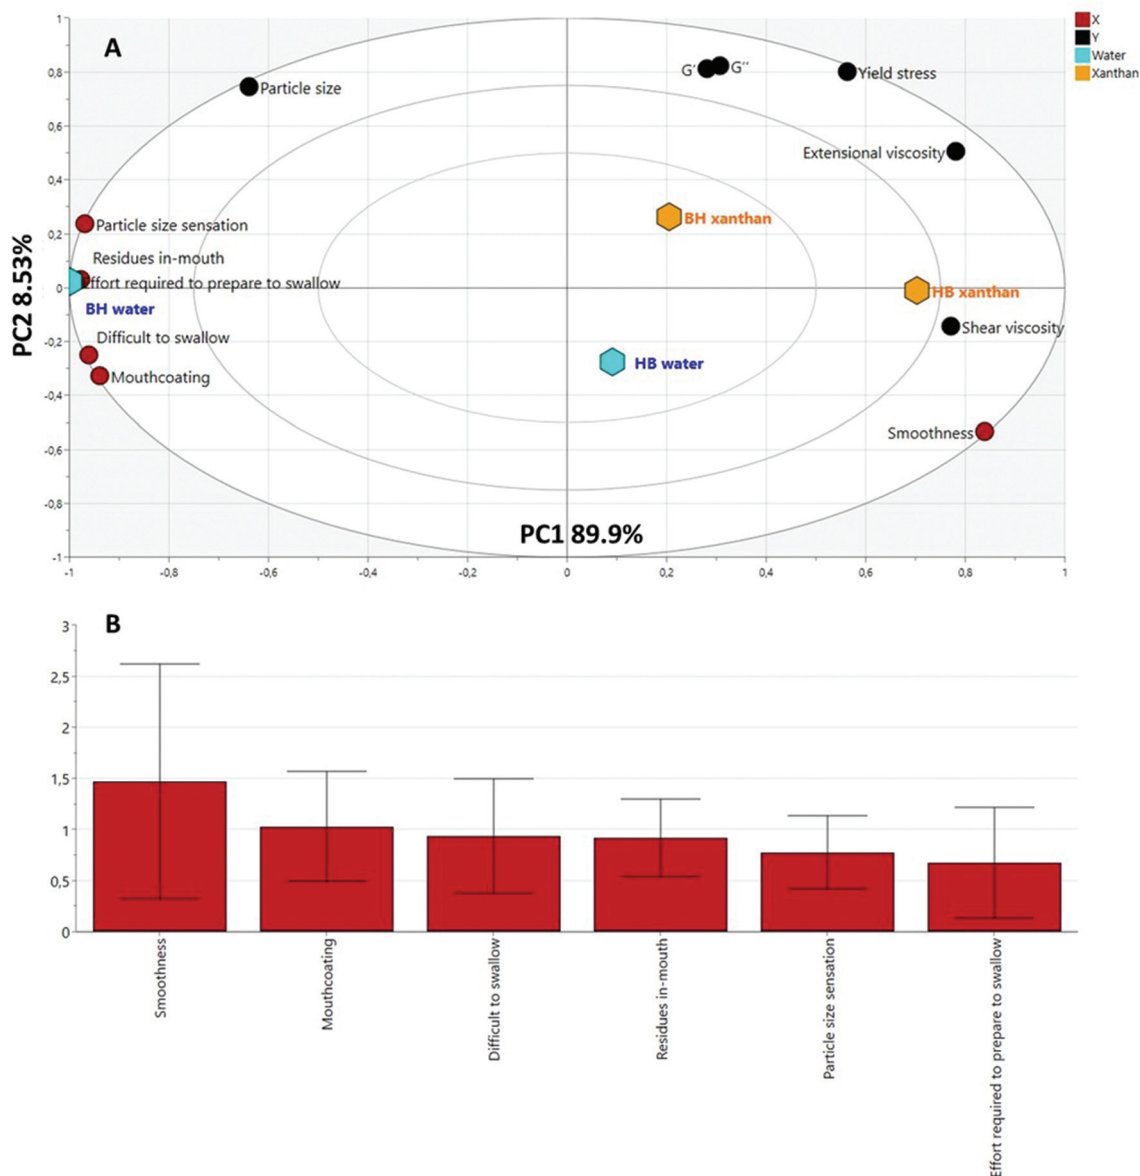 A
X
Y
Water
Xanthan
1
0,8
0,6
0,4
0,2
0
-0,2
-0,4
-0,6
-0,8
-1
PC2 8.53%
Particle size
G´
G´´
Yield stress
Extensional viscosity
Particle size sensation
BH xanthan
Residues in-mouth
Effort required to prepare to swallow
HB xanthan
BH water
Shear viscosity
Difficult to swallow
HB water
Mouthcoating
Smoothness
PC1 89.9%
-1
-0,8
-0,6
-0,4
-0,2
0
0,2
0,4
0,6
0,8
1
B
3
2,5
2
1,5
1
0,5
0
Smoothness
Mouthcoating
Difficult to swallow
Residues in-mouth
Particle size sensation
Effort required to prepare to swallow